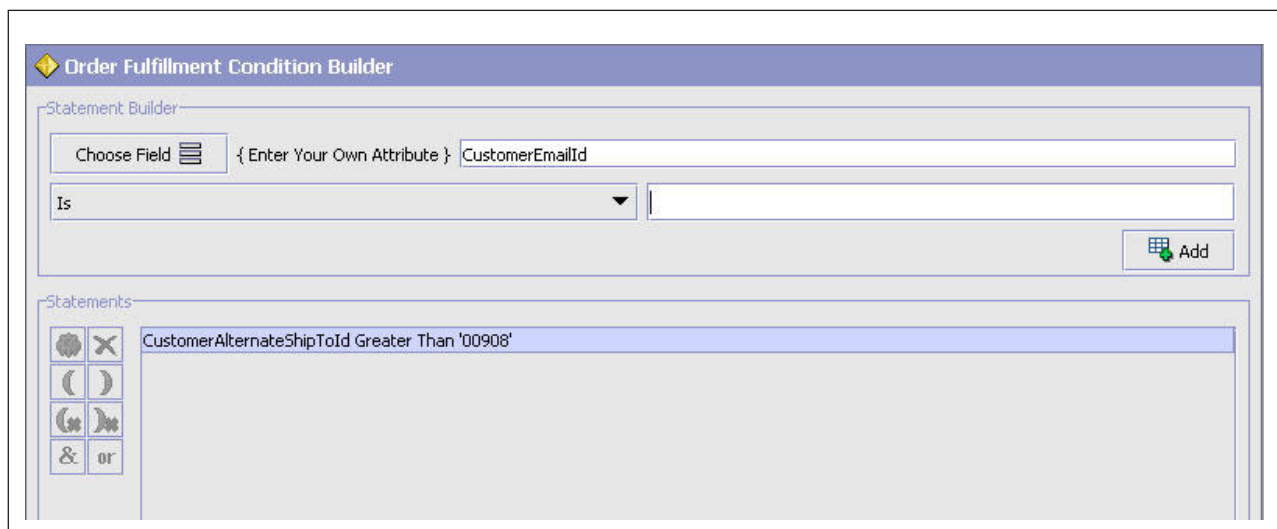 Order Fulfillment Condition Builder
Statement Builder
Choose Field { Enter Your Own Attribute } CustomerEmailId
Is
Add
Statements
CustomerAlternateShipToId Greater Than '00908'
( )
( )
& or